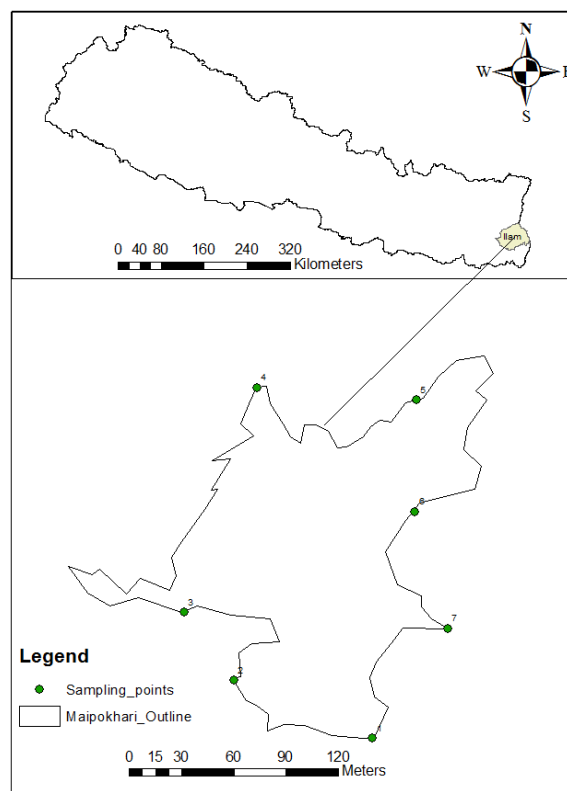 N
W E
S
Ilam
0 40 80 160 240 320
Kilometers
4
5
6
3
7
Legend
2
Sampling_points
Maipokhari_Outline
1
0 15 30 60 90 120
Meters